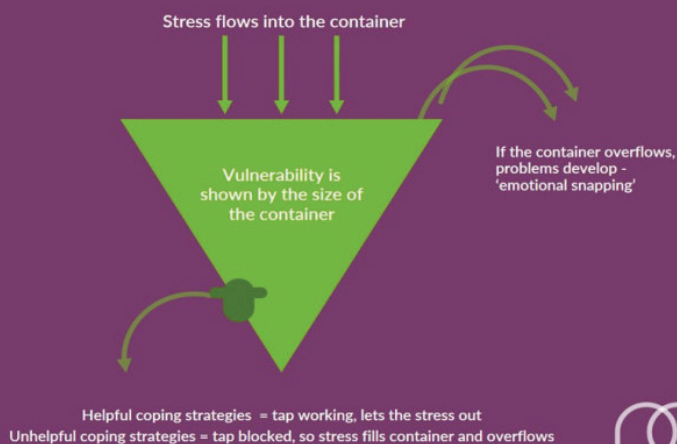 Stress flows into the container
Vulnerability is
shown by the size of
the container
If the container overflows,
problems develop -
‘emotional snapping’
Helpful coping strategies = tap working, lets the stress out
Unhelpful coping strategies = tap blocked, so stress fills container and overflows